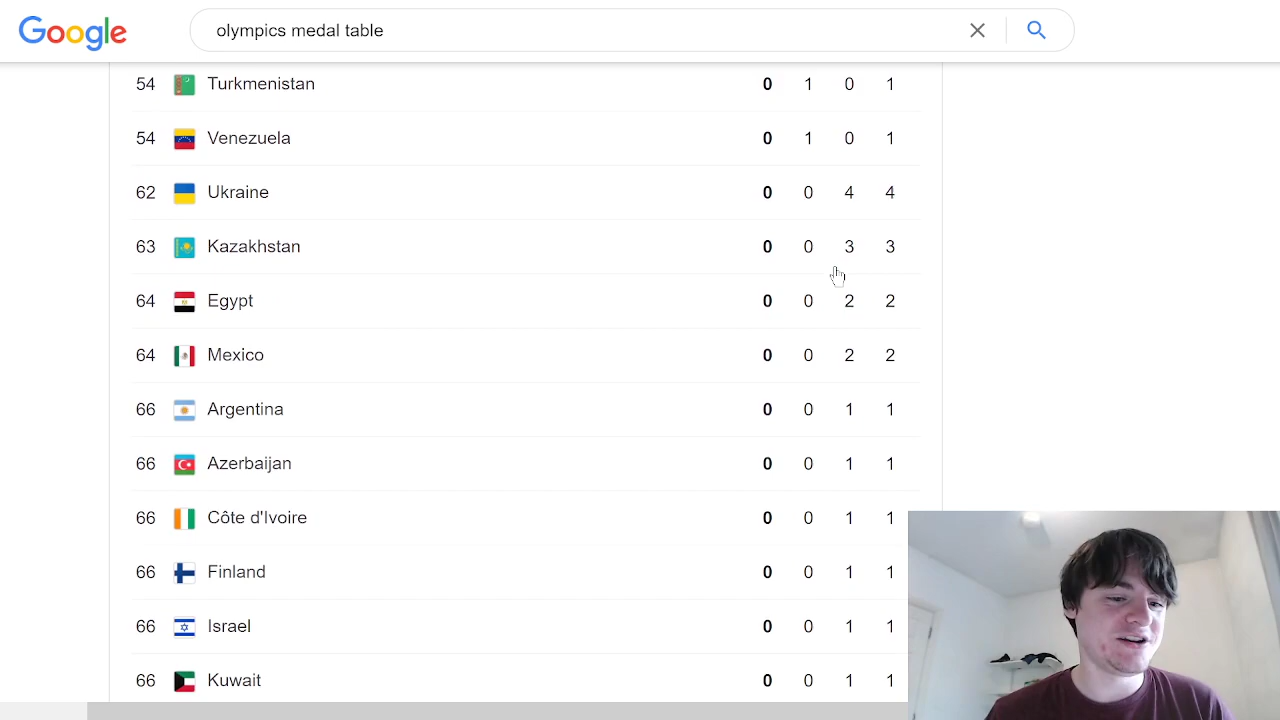 Google
olympics medal table
54 Turkmenistan 0 1 0 1
54 Venezuela 0 1 0 1
62 Ukraine 0 0 4 4
63 Kazakhstan 0 0 3 3
64 Egypt 0 0 2 2
64 Mexico 0 0 2 2
66 Argentina 0 0 1 1
66 Azerbaijan 0 0 1 1
66 Côte d'Ivoire 0 0 1 1
66 Finland 0 0 1 1
66 Israel 0 0 1 1
66 Kuwait 0 0 1 1